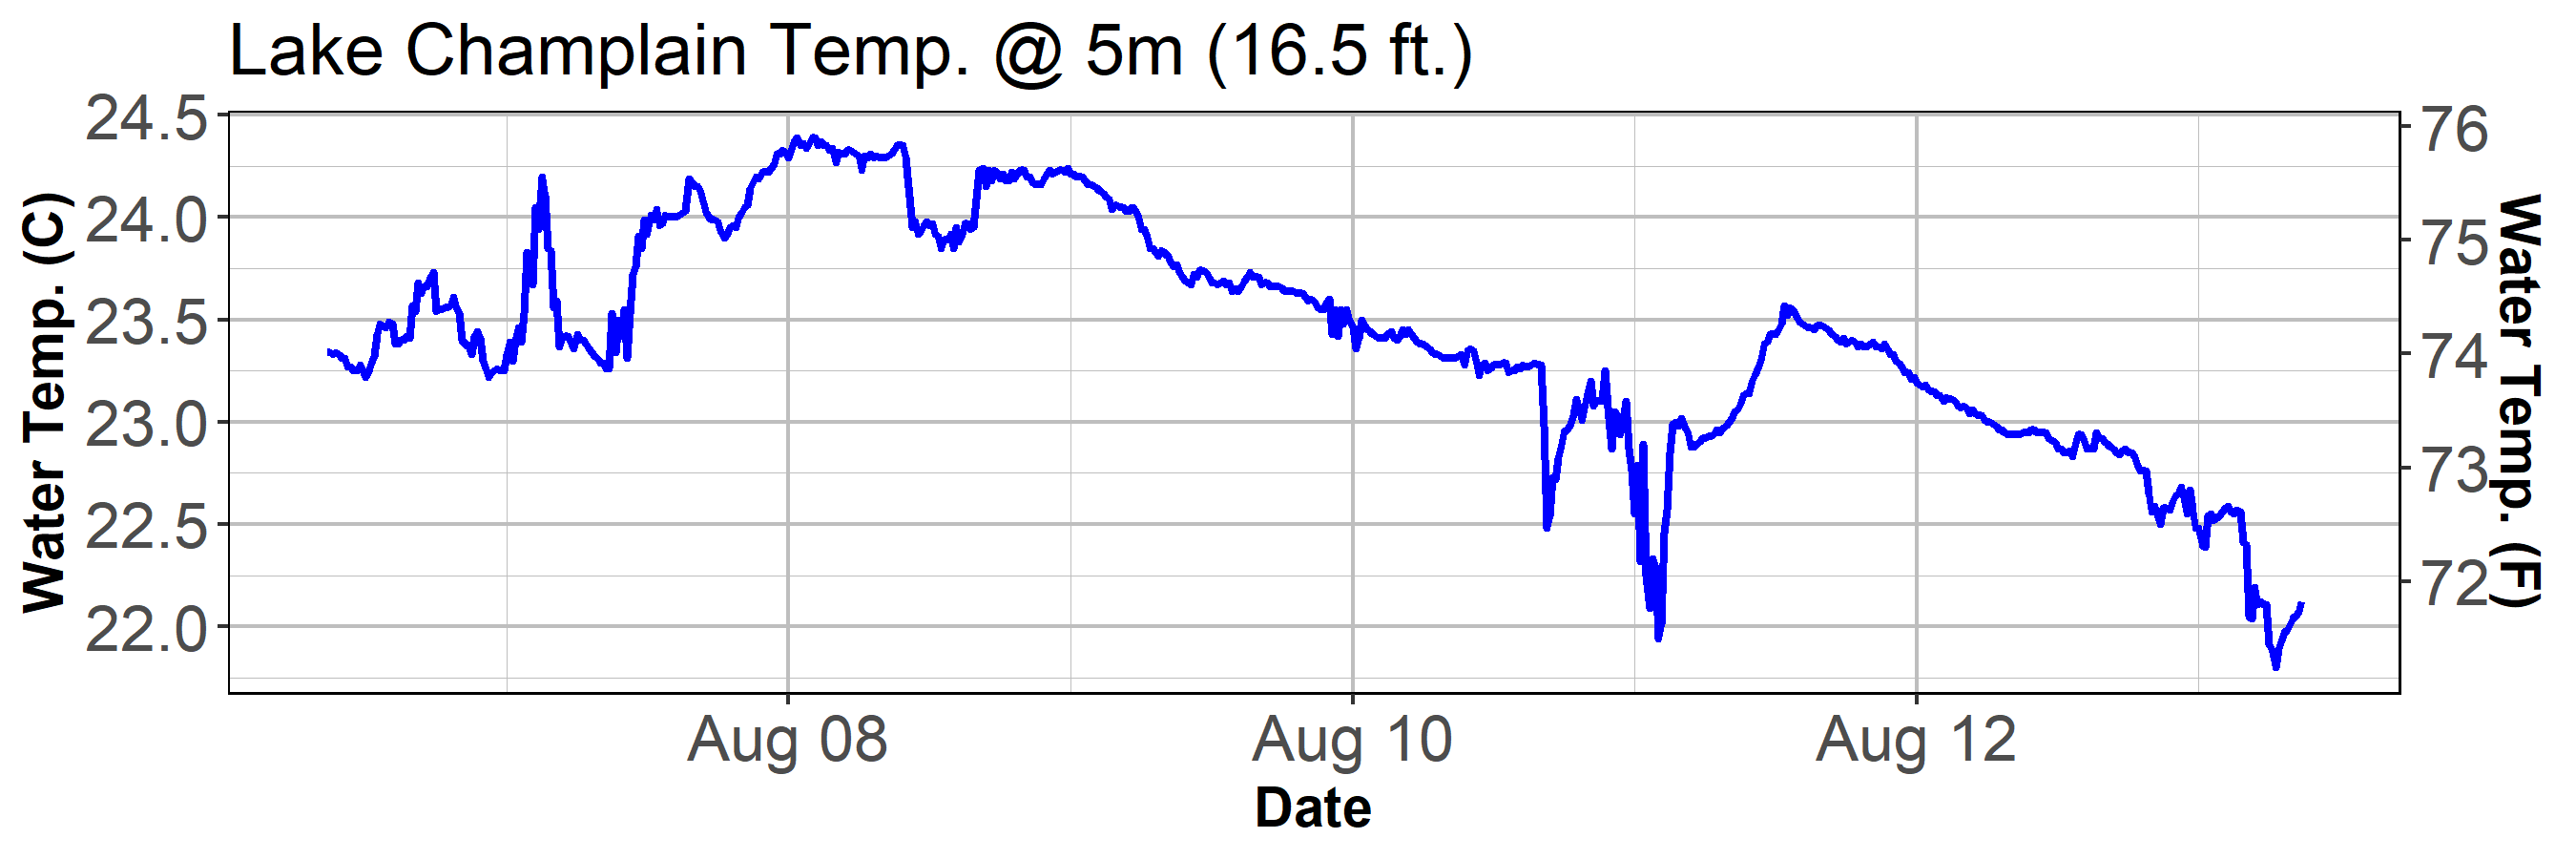 Lake Champlain Temp. @ 5m (16.5 ft.)
Water Temp. (C)
24.5
24.0
23.5
23.0
22.5
22.0
76
75
74
73
72
Water Temp. (F)
Aug 08
Aug 10
Aug 12
Date